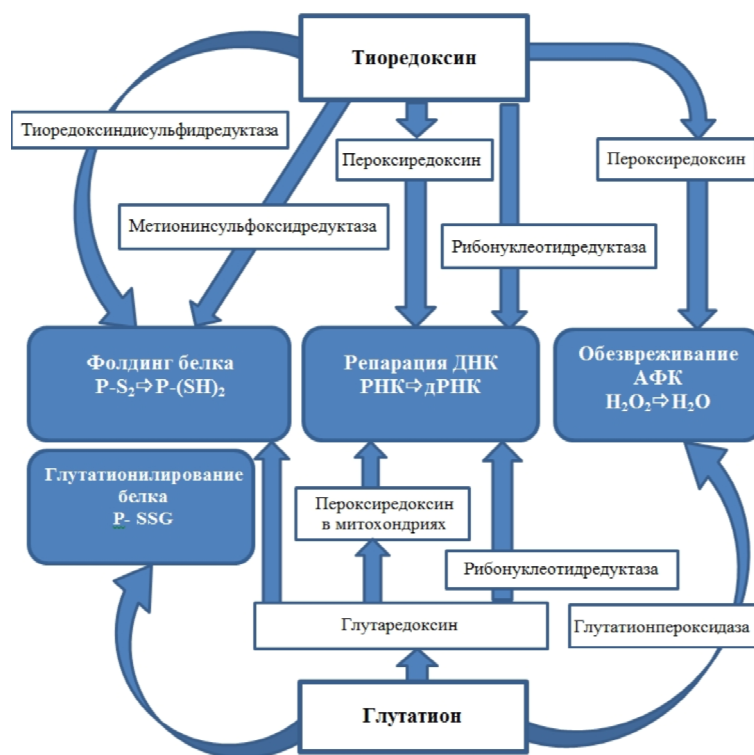 Тиоредоксин
Тиоредоксиндисульфидредуктаза
Пероксиредоксин
Пероксиредоксин
Метионинсульфоксидредуктаза
Рибонуклеотидредуктаза
Фолдинг белка
P-S₂⇨P-(SH)₂
Репарация ДНК
РНК⇨дРНК
Обезвреживание
АФК
H₂O₂⇨H₂O
Глутатионилирование
белка
P- SSG
Пероксиредоксин
в митохондриях
Рибонуклеотидредуктаза
Глутаредоксин
Глутатионпероксидаза
Глутатион